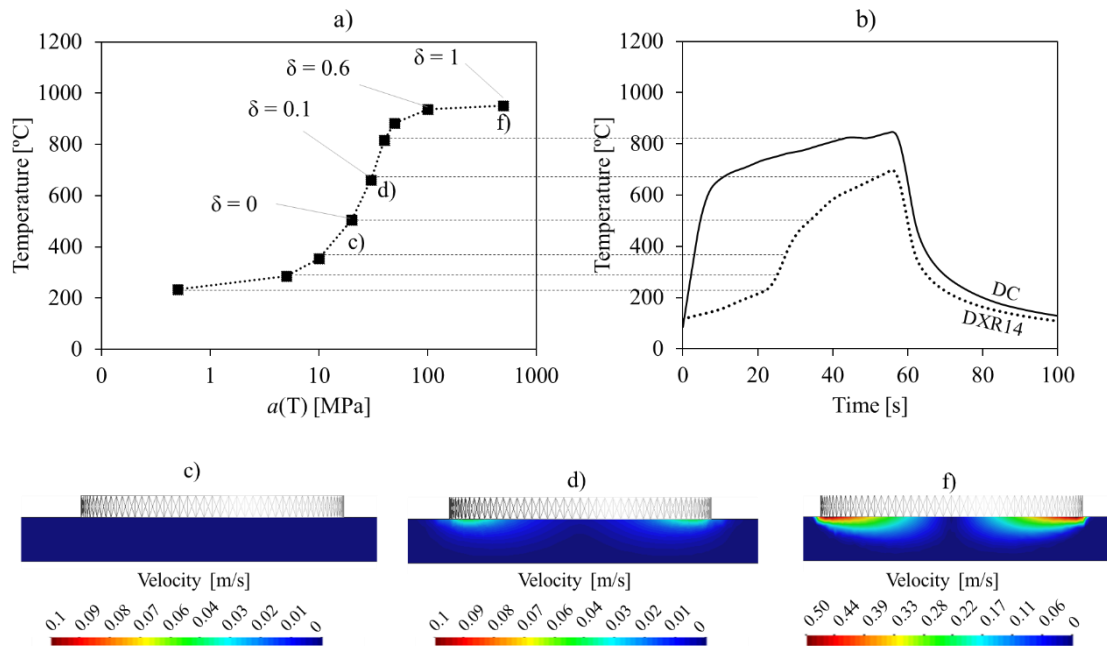 a)
b)
1200
1000
800
600
400
200
0
Temperature [ºC]
0
1
10
100
1000
a(T) [MPa]
δ = 0
δ = 0.1
δ = 0.6
δ = 1
c)
d)
f)
1200
1000
800
600
400
200
0
Temperature [ºC]
0
20
40
60
80
100
Time [s]
DC
DXR14
c)
Velocity [m/s]
0.1
0.09
0.08
0.07
0.06
0.04
0.03
0.02
0.01
0
d)
Velocity [m/s]
0.1
0.09
0.08
0.07
0.06
0.04
0.03
0.02
0.01
0
f)
Velocity [m/s]
0.50
0.44
0.39
0.33
0.28
0.22
0.17
0.11
0.06
0